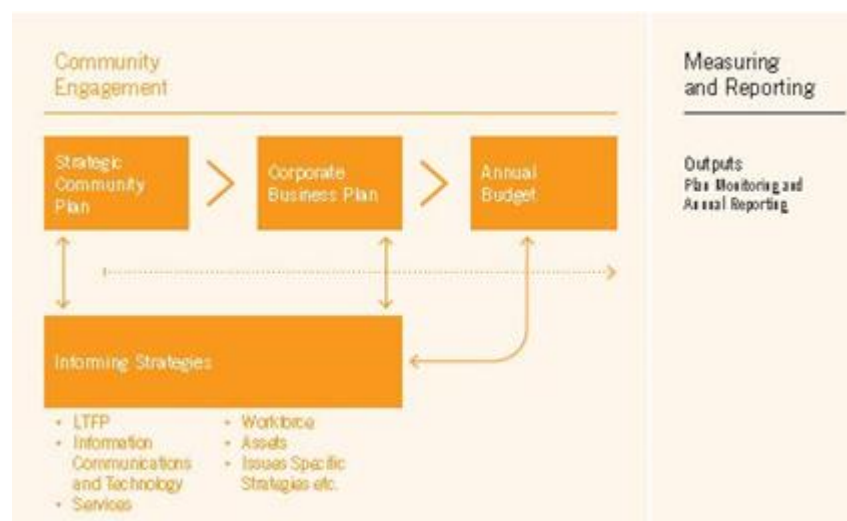 Community
Engagement
Measuring
and Reporting
Strategic
Community
Plan
Corporate
Business Plan
Annual
Budget
Outputs
Plan Monitoring and
Annual Reporting
Informing Strategies
• LTFP
• Information
Communications
and Technology
• Services
• Workforce
• Assets
• Issues Specific
Strategies etc.